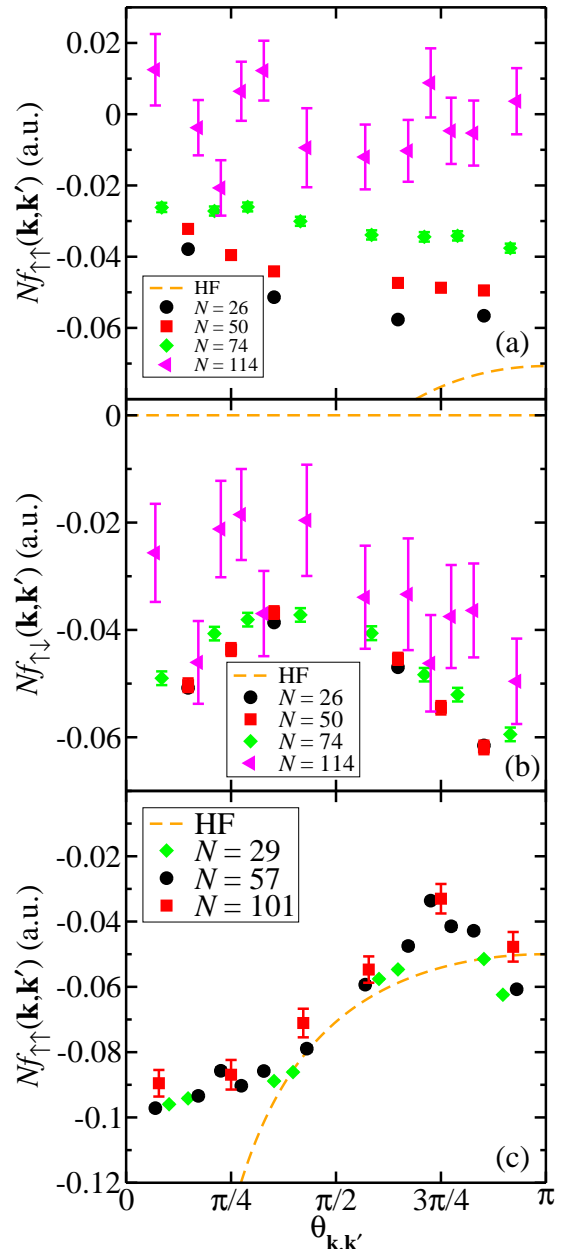 0.02
0
-0.02
-0.04
-0.06
Nf↑↑(k,k′) (a.u.)
HF
N = 26
N = 50
N = 74
N = 114
(a)
0
-0.02
-0.04
-0.06
Nf↑↓(k,k′) (a.u.)
HF
N = 26
N = 50
N = 74
N = 114
(b)
HF
N = 29
N = 57
N = 101
-0.02
-0.04
-0.06
-0.08
-0.1
-0.12
Nf↑↑(k,k′) (a.u.)
(c)
0 π/4 π/2 3π/4 π
θk,k′